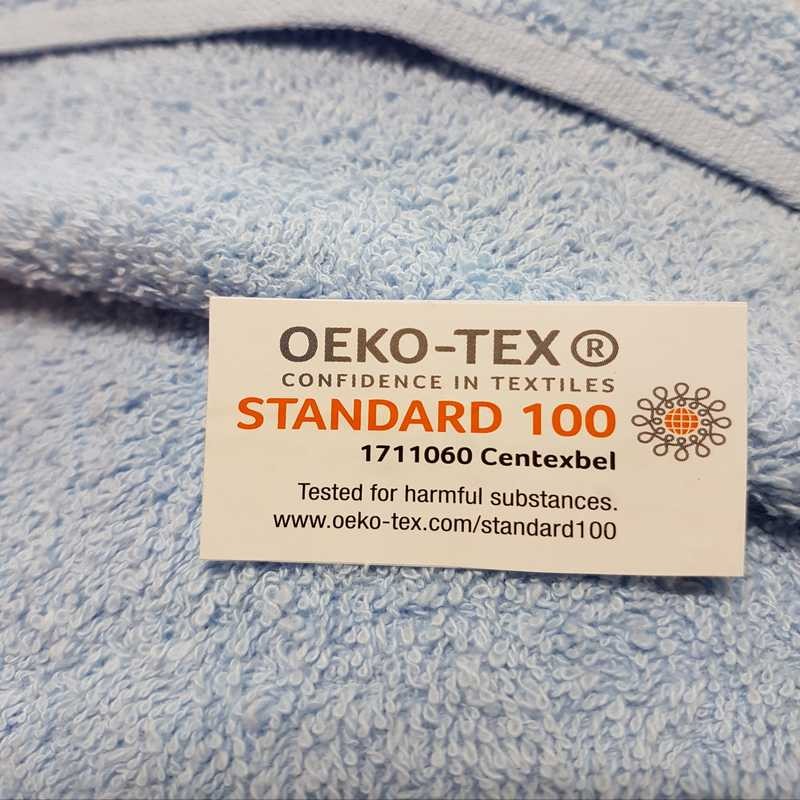 OEKO-TEX®
CONFIDENCE IN TEXTILES
STANDARD 100
1711060 Centexbel
Tested for harmful substances.
www.oeko-tex.com/standard100